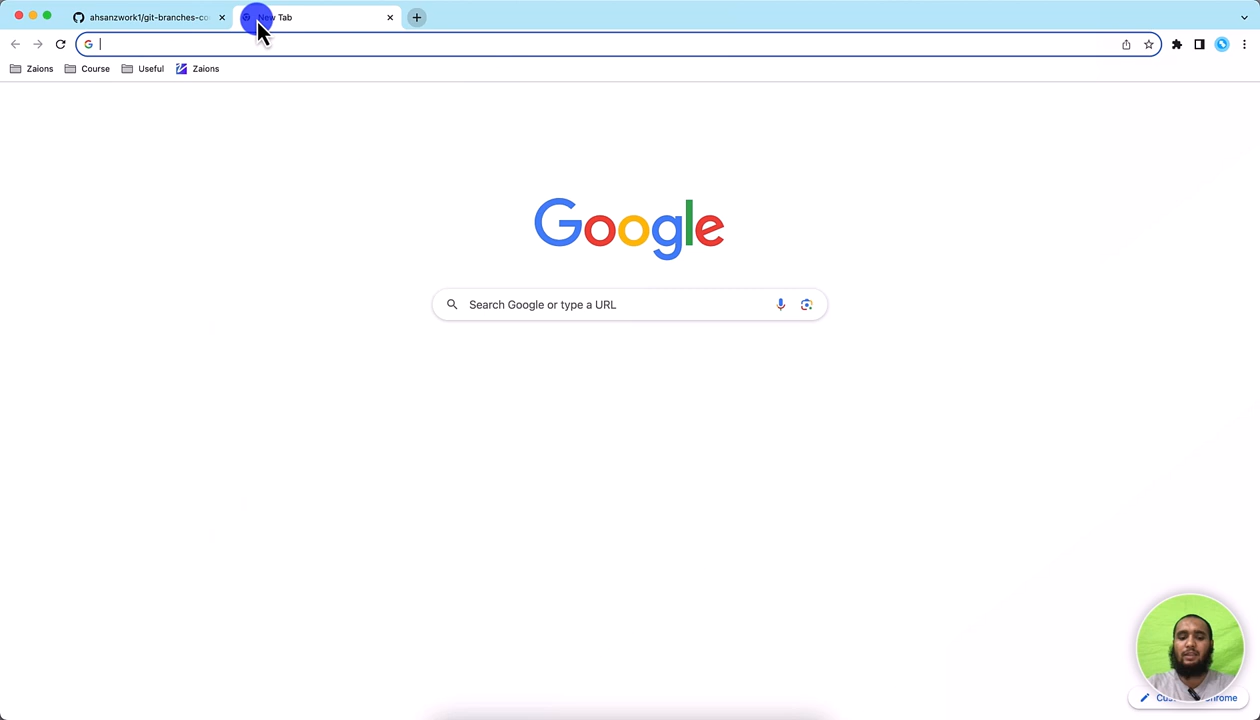 ahsanzwork1/git-branches-co
New Tab
Zaions
Course
Useful
Zaions
Google
Search Google or type a URL